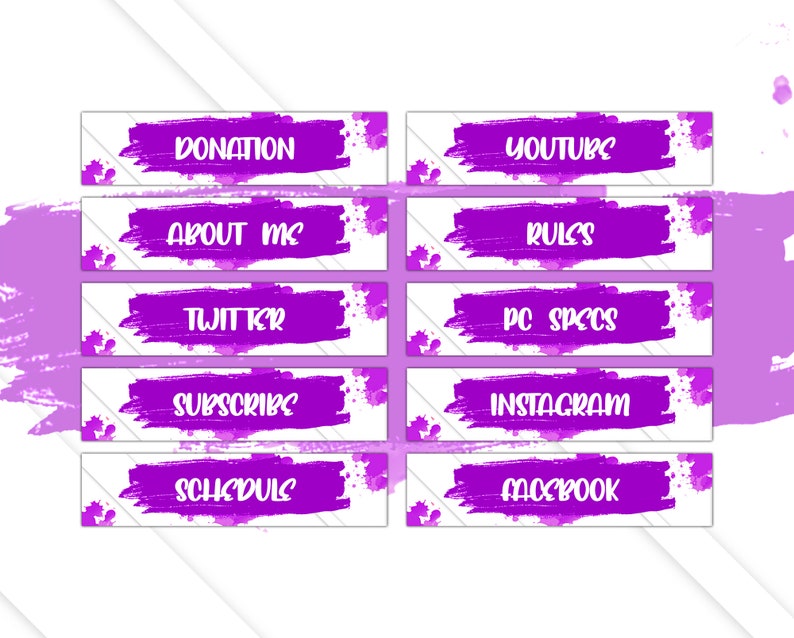 DONATION
YOUTUBE
ABOUT ME
RULES
TWITTER
PC SPECS
SUBSCRIBE
INSTAGRAM
SCHEDULE
FACEBOOK